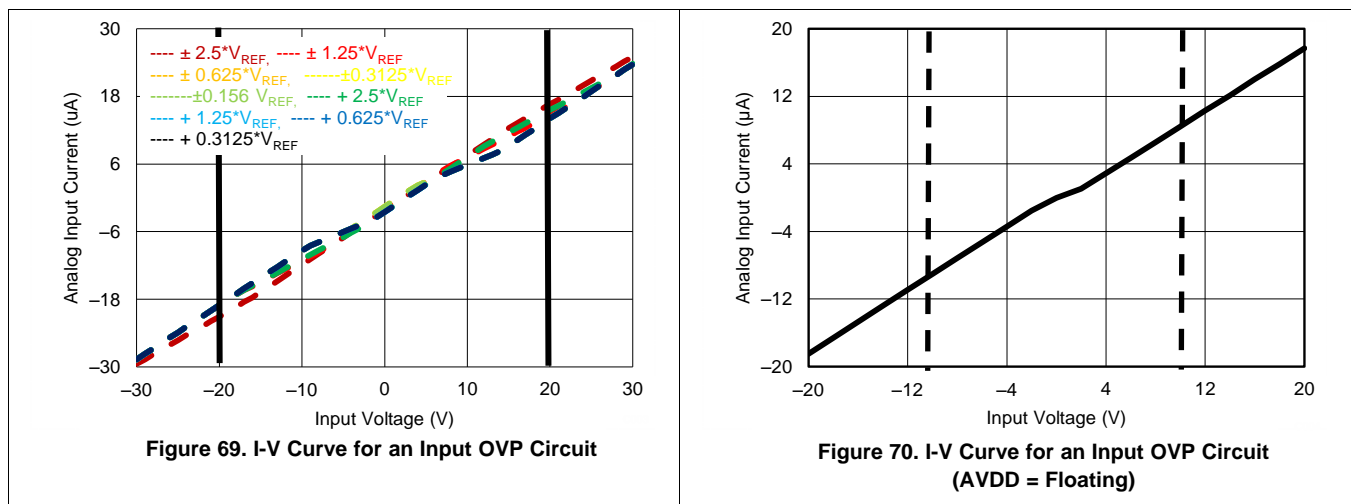 30
18
6
–6
–18
–30
Analog Input Current (uA)
---- ± 2.5*VREF, ---- ± 1.25*VREF
---- ± 0.625*VREF, ------±0.3125*VREF
-------±0.156 VREF, ---- + 2.5*VREF
---- + 1.25*VREF, ---- + 0.625*VREF
---- + 0.3125*VREF
–30
–20
–10
0
10
20
30
Input Voltage (V)
Figure 69. I-V Curve for an Input OVP Circuit
20
12
4
–4
–12
–20
Analog Input Current (µA)
–20
–12
–4
4
12
20
Input Voltage (V)
Figure 70. I-V Curve for an Input OVP Circuit
(AVDD = Floating)